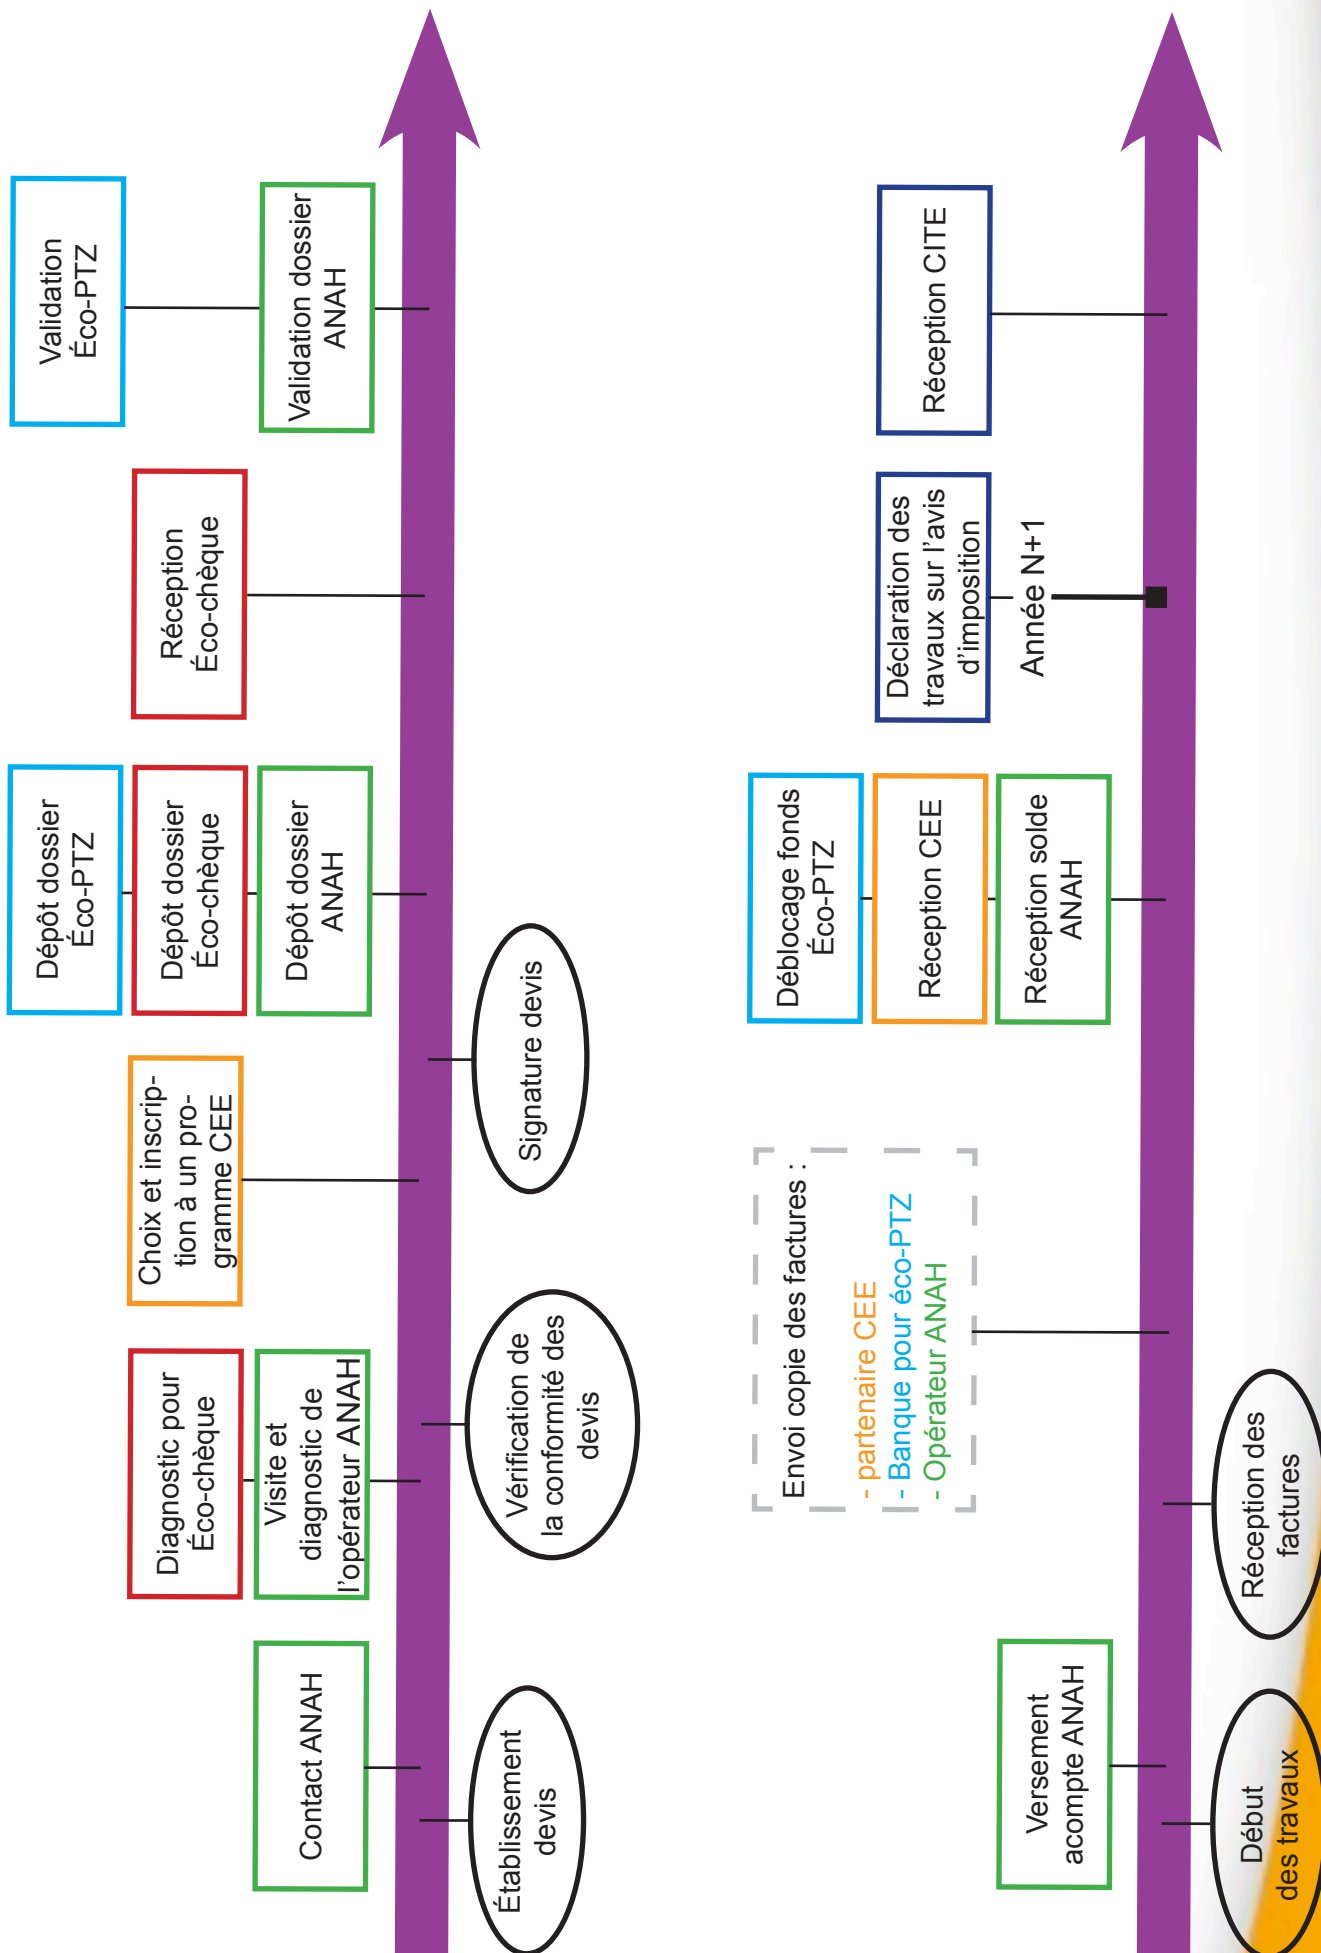 Établissement
devis
Contact ANAH
Diagnostic pour
Éco-chèque
Visite et
diagnostic de
l'opérateur ANAH
Vérification de
la conformité des
devis
Choix et inscrip-
tion à un pro-
gramme CEE
Signature devis
Dépôt dossier
Éco-PTZ
Dépôt dossier
Éco-chèque
Dépôt dossier
ANAH
Réception
Éco-chèque
Validation
Éco-PTZ
Validation dossier
ANAH
Début
des travaux
Versement
acompte ANAH
Réception des
factures
Envoi copie des factures :
- partenaire CEE
- Banque pour éco-PTZ
- Opérateur ANAH
Déblocage fonds
Éco-PTZ
Réception CEE
Réception solde
ANAH
Déclaration des
travaux sur l'avis
d'imposition
Année N+1
Réception CITE